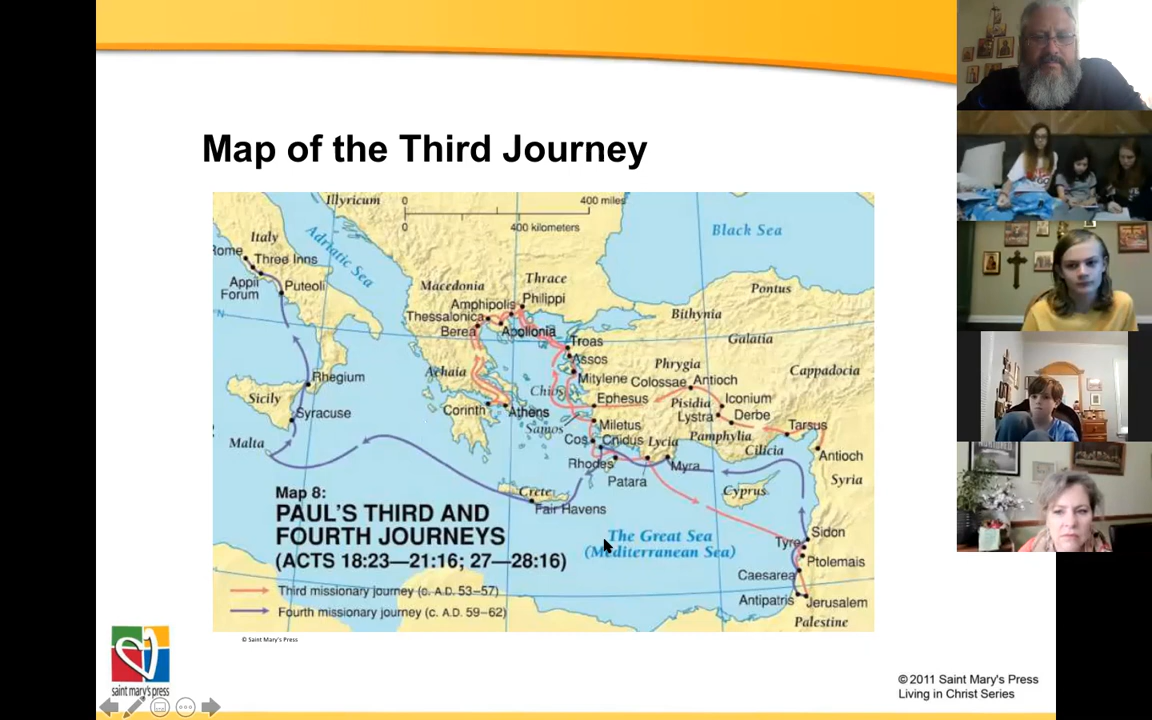 Map of the Third Journey
Illyricum
0
400 miles
0
400 kilometers
Black Sea
Italy
Adriatic Sea
Rome
Three Inns
Appii
Forum
Puteoli
Macedonia
Thrace
Amphipolis
Philippi
Thessalonica
Berea
Apollonia
Pontus
Bithynia
Galatia
Troas
Assos
Mitylene
Phrygia
Cappadocia
Achaia
Chios
Colossae
Antioch
Rhegium
Sicily
Ephesus
Pisidia
Iconium
Lystra
Derbe
Corinth
Athens
Syracuse
Samos
Miletus
Tarsus
Pamphylia
Malta
Cos
Cnidus
Lycia
Cilicia
Antioch
Rhodes
Myra
Syria
Patara
Cyprus
Crete
Fair Havens
Map 8:
PAUL'S THIRD AND
FOURTH JOURNEYS
(ACTS 18:23—21:16; 27—28:16)
The Great Sea
(Mediterranean Sea)
Sidon
Tyre
Ptolemais
Caesarea
Third missionary journey (c. A.D. 53–57)
Fourth missionary journey (c. A.D. 59–62)
Antipatris
Jerusalem
Palestine
© Saint Mary's Press
saint mary's press
© 2011 Saint Mary's Press
Living in Christ Series